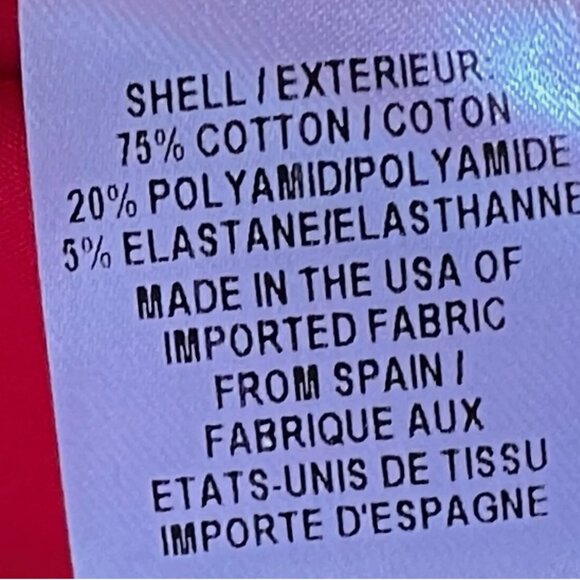 SHELL / EXTERIEUR:
75% COTTON / COTON
20% POLYAMID/POLYAMIDE
5% ELASTANE/ELASTHANNE
MADE IN THE USA OF
IMPORTED FABRIC
FROM SPAIN /
FABRIQUE AUX
ETATS-UNIS DE TISSU
IMPORTE D'ESPAGNE